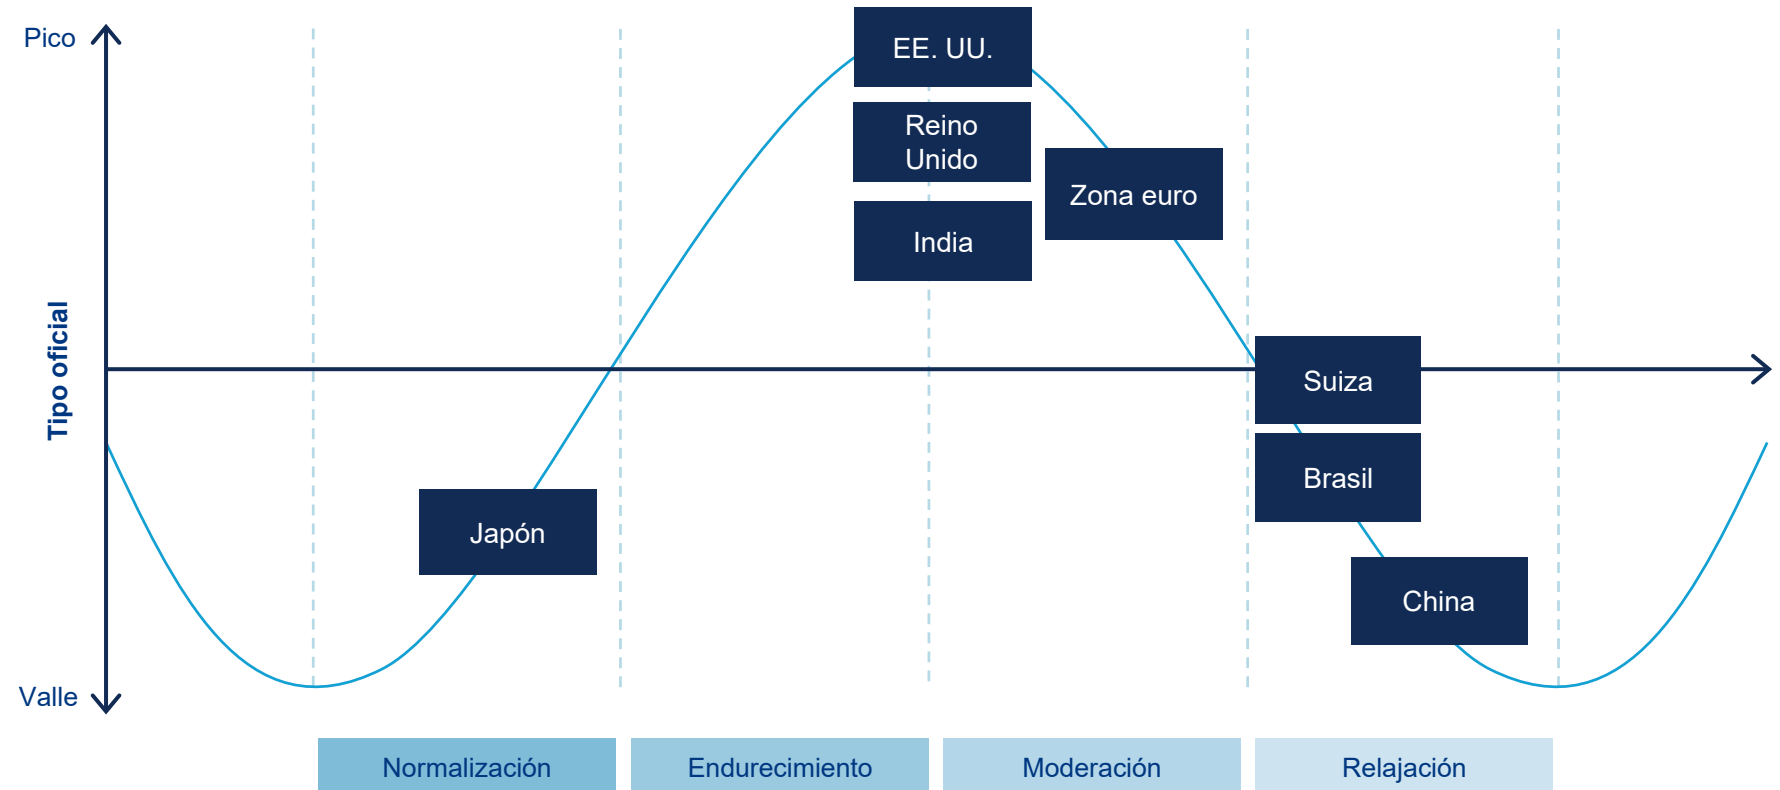 Pico
EE. UU.
Reino
Unido
Zona euro
India
Tipo oficial
Suiza
Brasil
Japón
China
Valle
Normalización
Endurecimiento
Moderación
Relajación